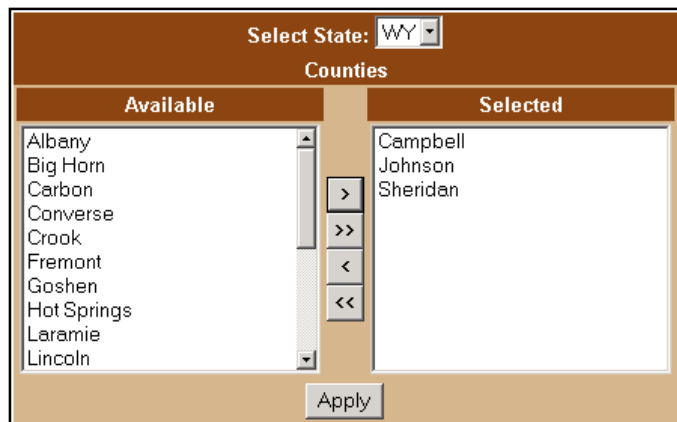 Select State: WY
Counties
Available
Albany
Big Horn
Carbon
Converse
Crook
Fremont
Goshen
Hot Springs
Laramie
Lincoln
>
>>
<
<<
Selected
Campbell
Johnson
Sheridan
Apply